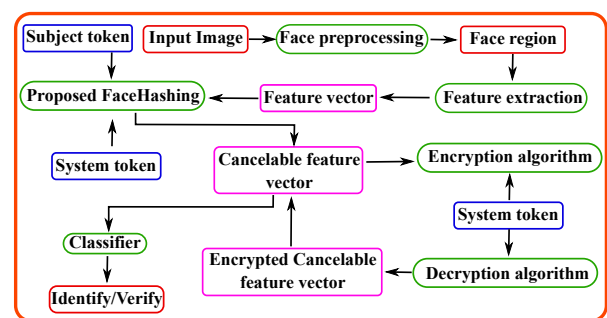 Subject token
Input Image
Face preprocessing
Face region
Proposed FaceHashing
Feature vector
Feature extraction
System token
Cancelable feature
vector
Encryption algorithm
System token
Classifier
Encrypted Cancelable
feature vector
Decryption algorithm
Identify/Verify